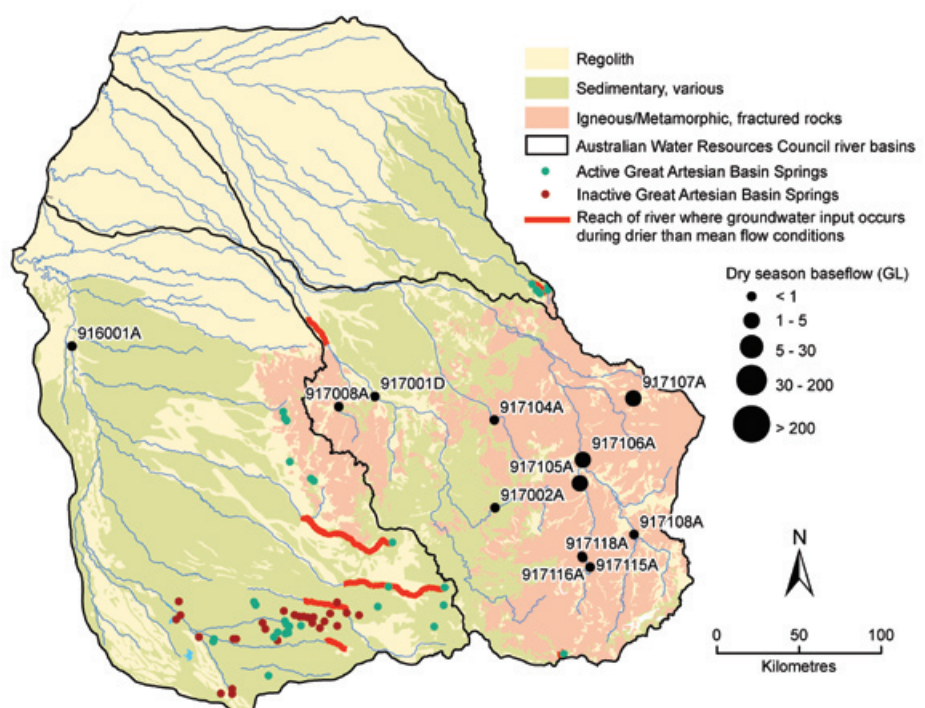 Regolith
Sedimentary, various
Igneous/Metamorphic, fractured rocks
Australian Water Resources Council river basins
Active Great Artesian Basin Springs
Inactive Great Artesian Basin Springs
Reach of river where groundwater input occurs
during drier than mean flow conditions
Dry season baseflow (GL)
< 1
1 - 5
5 - 30
30 - 200
> 200
916001A
917008A
917001D
917104A
917107A
917106A
917105A
917002A
917108A
917118A
917116A
917115A
N
0 50 100
Kilometres